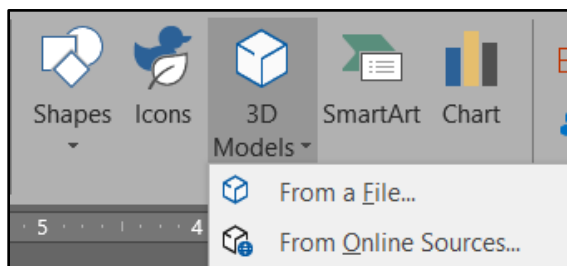 Shapes
Icons
3D
Models
SmartArt
Chart
From a File...
From Online Sources...
5
4